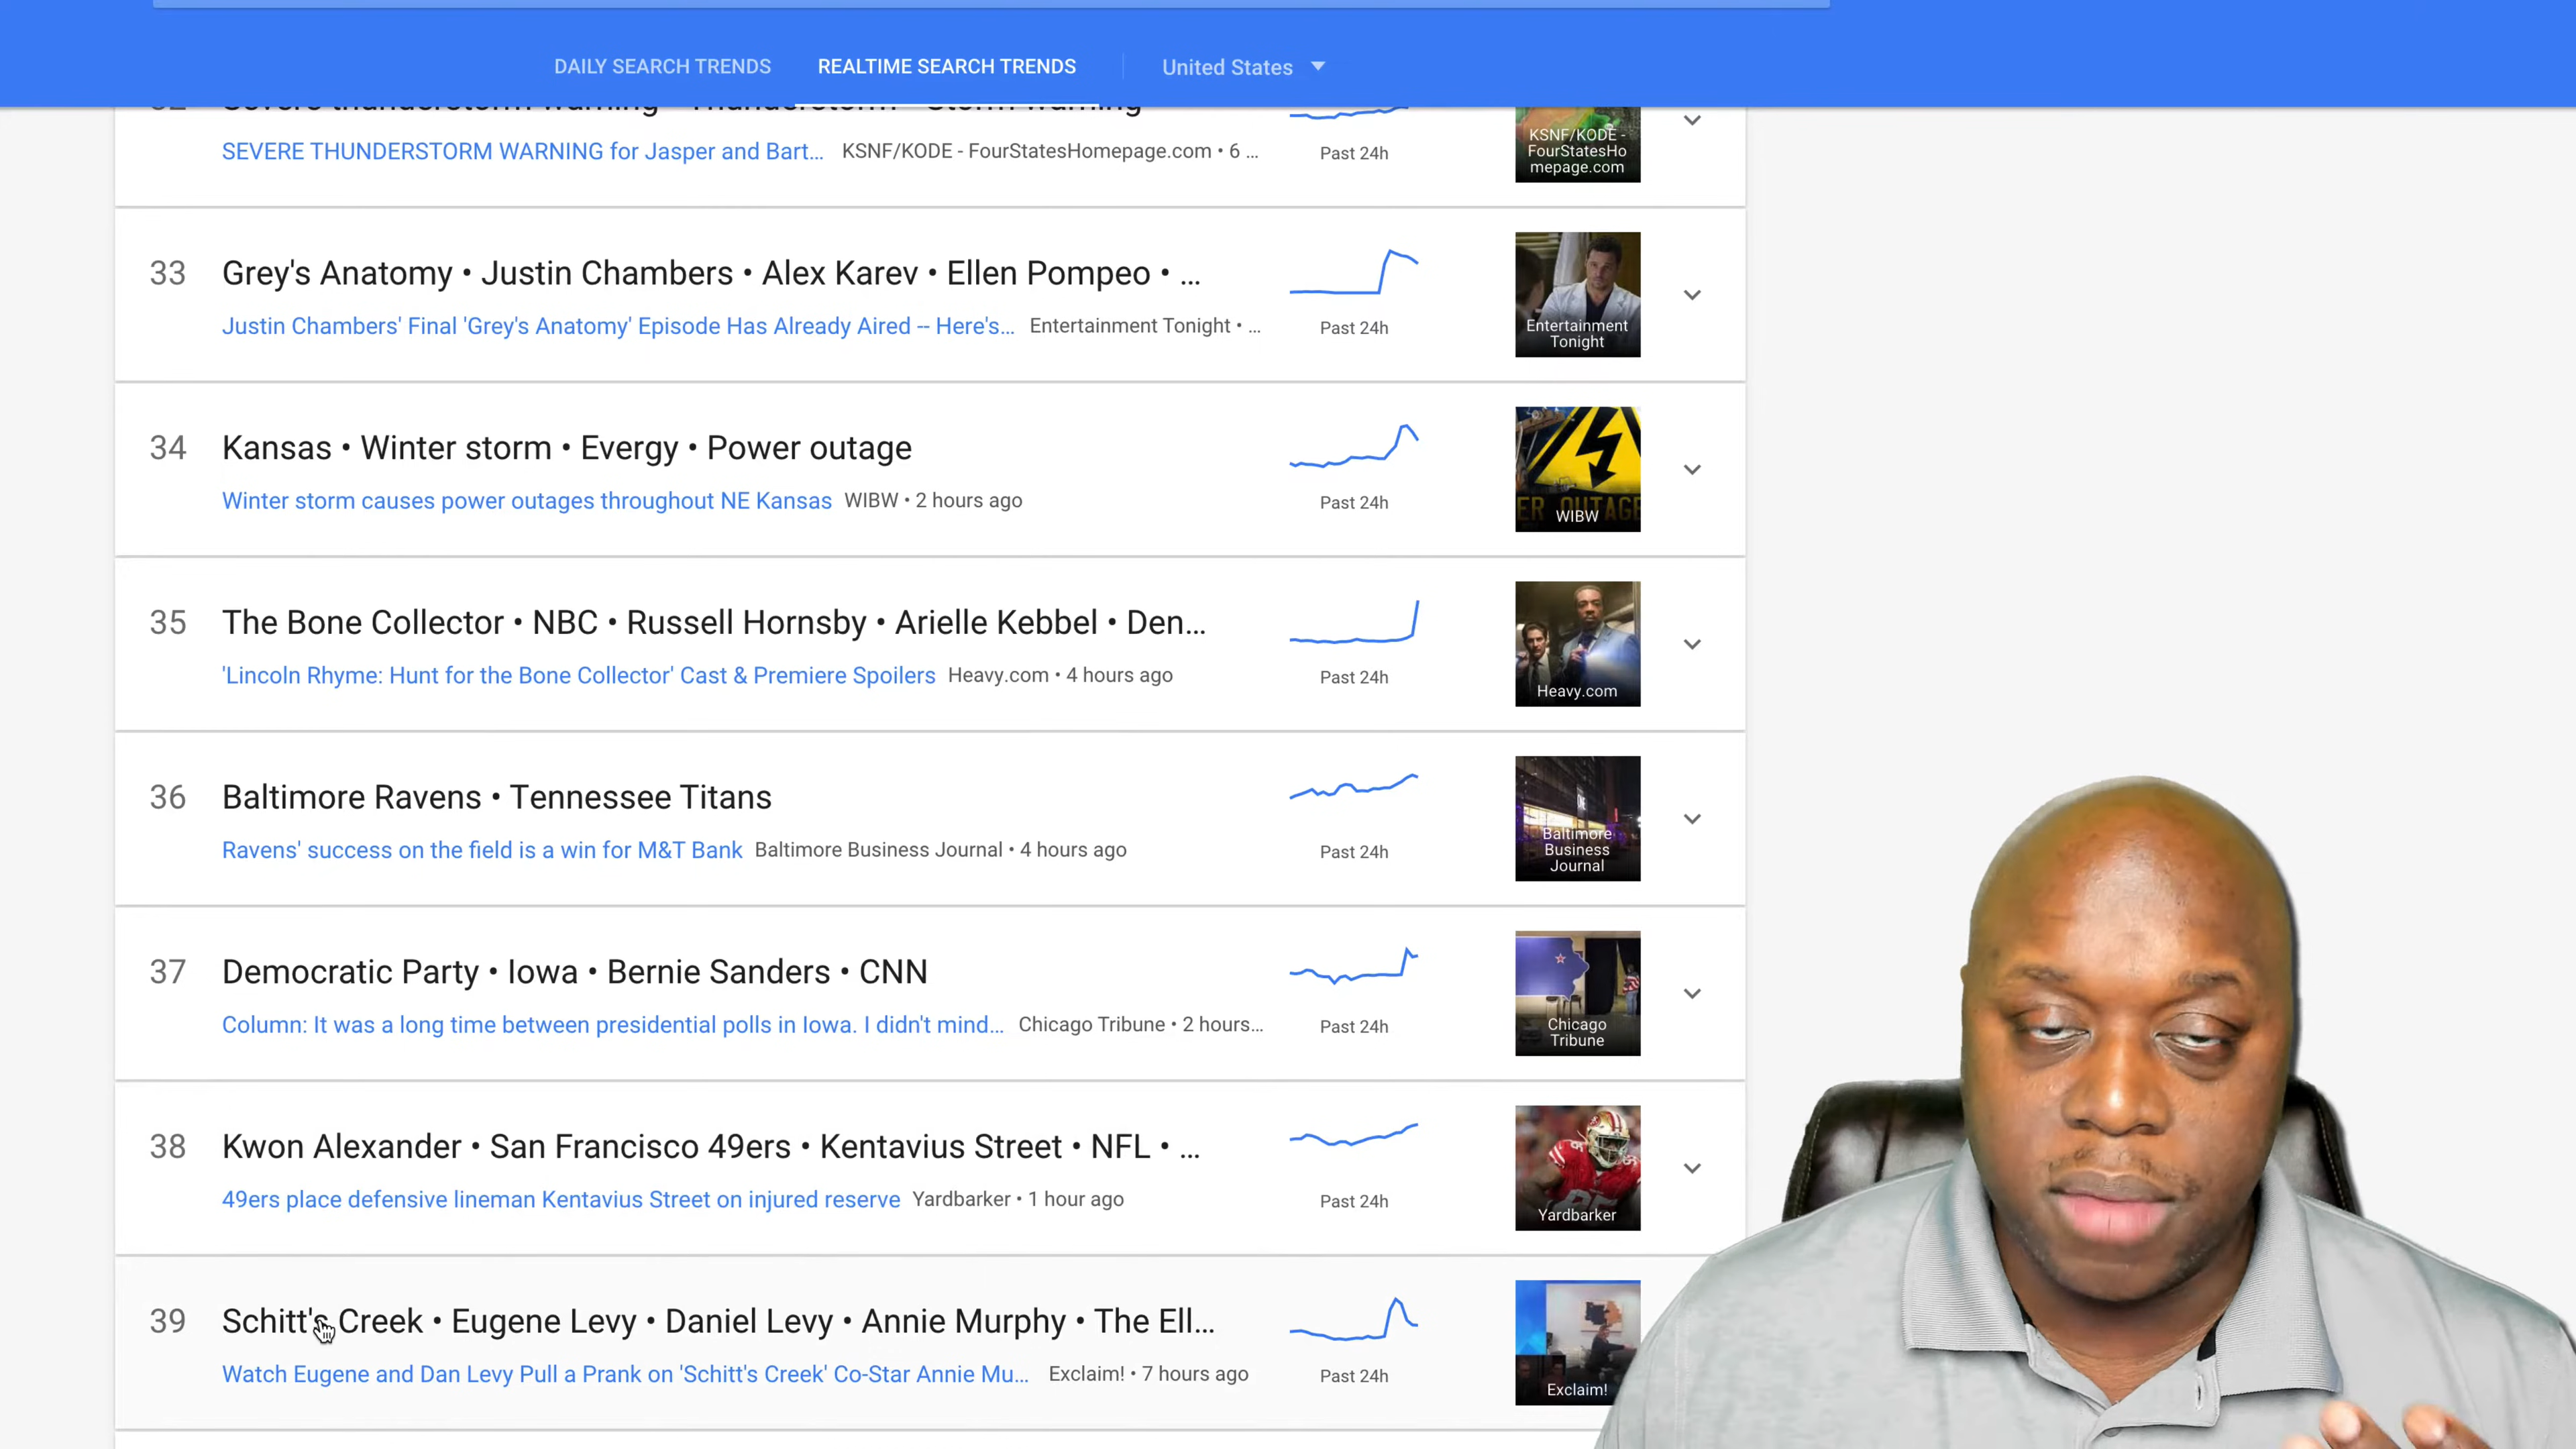 DAILY SEARCH TRENDS REALTIME SEARCH TRENDS United States
32 Severe thunderstorm warning • Thunderstorm • Storm warning
SEVERE THUNDERSTORM WARNING for Jasper and Bart... KSNF/KODE - FourStatesHomepage.com • 6 ...
Past 24h
KSNF/KODE -
FourStatesHo
mepage.com
33 Grey's Anatomy • Justin Chambers • Alex Karev • Ellen Pompeo • ...
Justin Chambers' Final 'Grey's Anatomy' Episode Has Already Aired -- Here's... Entertainment Tonight • ...
Past 24h
Entertainment
Tonight
34 Kansas • Winter storm • Evergy • Power outage
Winter storm causes power outages throughout NE Kansas WIBW • 2 hours ago
Past 24h
ER OUTAGE
WIBW
35 The Bone Collector • NBC • Russell Hornsby • Arielle Kebbel • Den...
'Lincoln Rhyme: Hunt for the Bone Collector' Cast & Premiere Spoilers Heavy.com • 4 hours ago
Past 24h
Heavy.com
36 Baltimore Ravens • Tennessee Titans
Ravens' success on the field is a win for M&T Bank Baltimore Business Journal • 4 hours ago
Past 24h
Baltimore
Business
Journal
37 Democratic Party • Iowa • Bernie Sanders • CNN
Column: It was a long time between presidential polls in Iowa. I didn't mind... Chicago Tribune • 2 hours...
Past 24h
Chicago
Tribune
38 Kwon Alexander • San Francisco 49ers • Kentavius Street • NFL • ...
49ers place defensive lineman Kentavius Street on injured reserve Yardbarker • 1 hour ago
Past 24h
Yardbarker
39 Schitt's Creek • Eugene Levy • Daniel Levy • Annie Murphy • The Ell...
Watch Eugene and Dan Levy Pull a Prank on 'Schitt's Creek' Co-Star Annie Mu... Exclaim! • 7 hours ago
Past 24h
Exclaim!